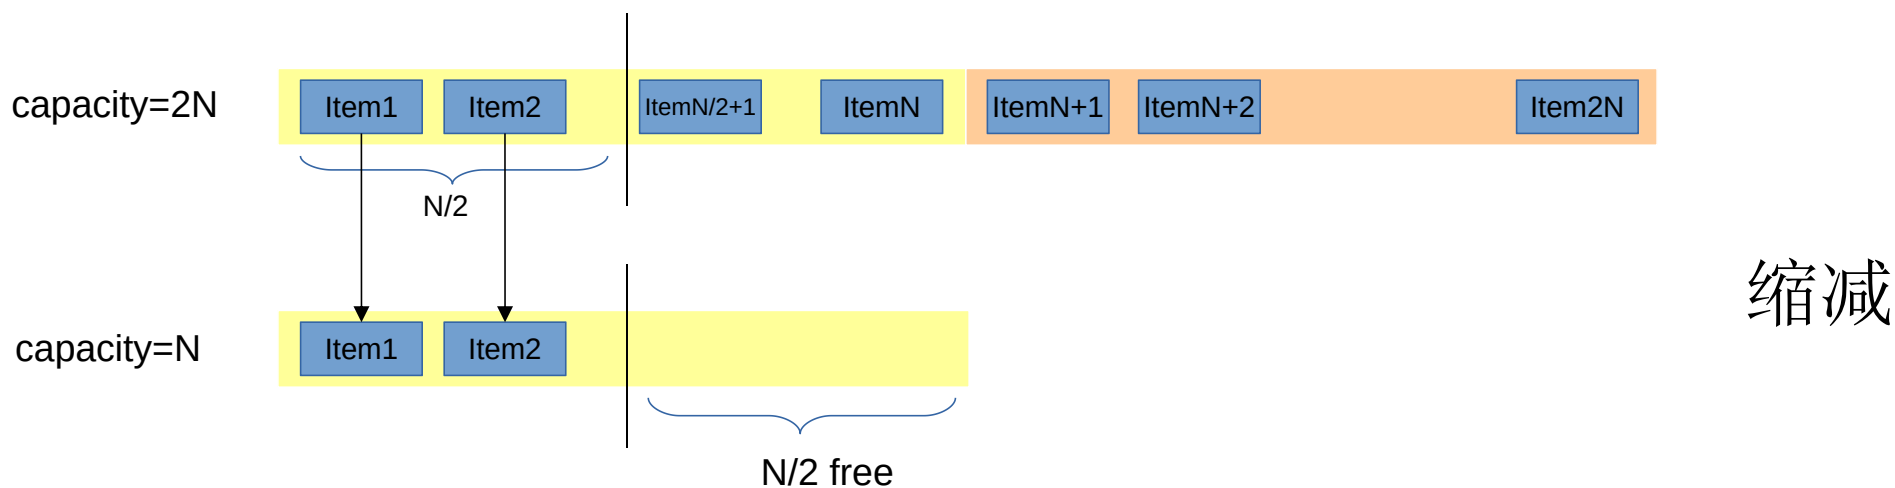 capacity=2N
Item1 Item2 ItemN/2+1 ItemN ItemN+1 ItemN+2 Item2N
N/2
缩减
capacity=N
Item1 Item2
N/2 free